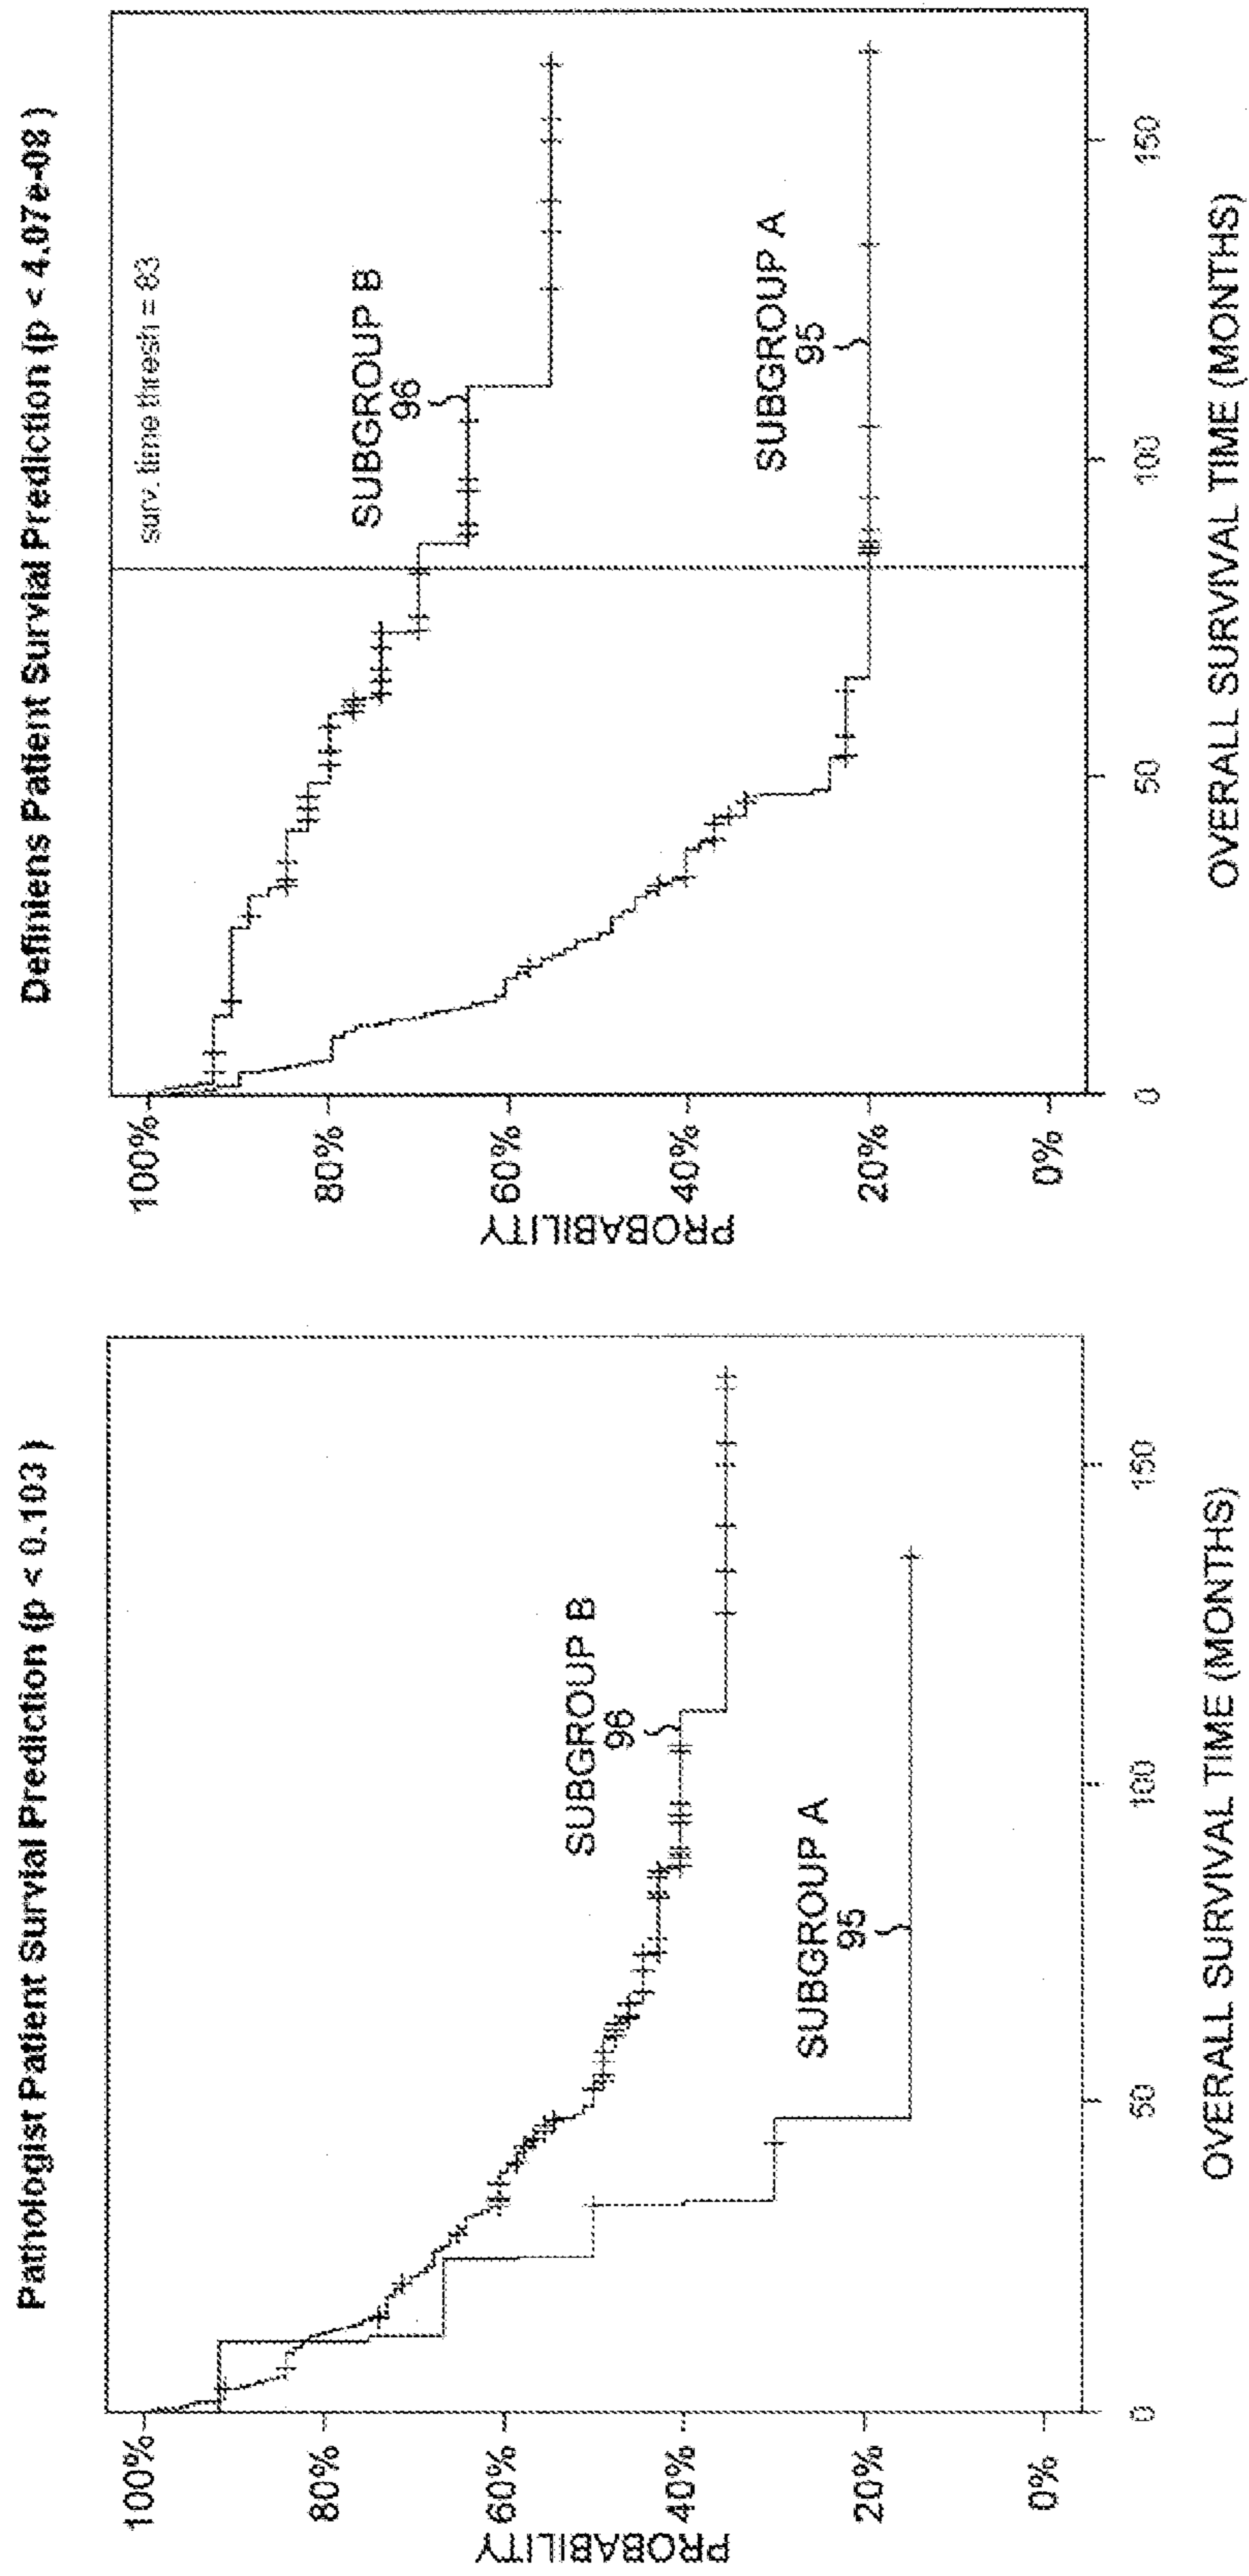 Pathologist Patient Survial Prediction (p < 0.103 )
PROBABILITY
100%
80%
60%
40%
20%
0%
SUBGROUP B
96
SUBGROUP A
95
0
50
100
150
OVERALL SURVIVAL TIME (MONTHS)
Definiens Patient Survial Prediction (p < 4.07e-08 )
PROBABILITY
100%
80%
60%
40%
20%
0%
surv. time thresh = 83
SUBGROUP B
96
SUBGROUP A
95
0
50
100
150
OVERALL SURVIVAL TIME (MONTHS)